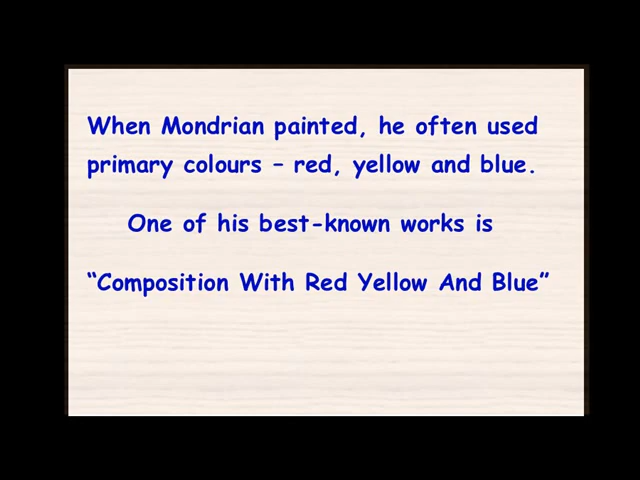 When Mondrian painted, he often used
primary colours – red, yellow and blue.
One of his best-known works is
“Composition With Red Yellow And Blue”